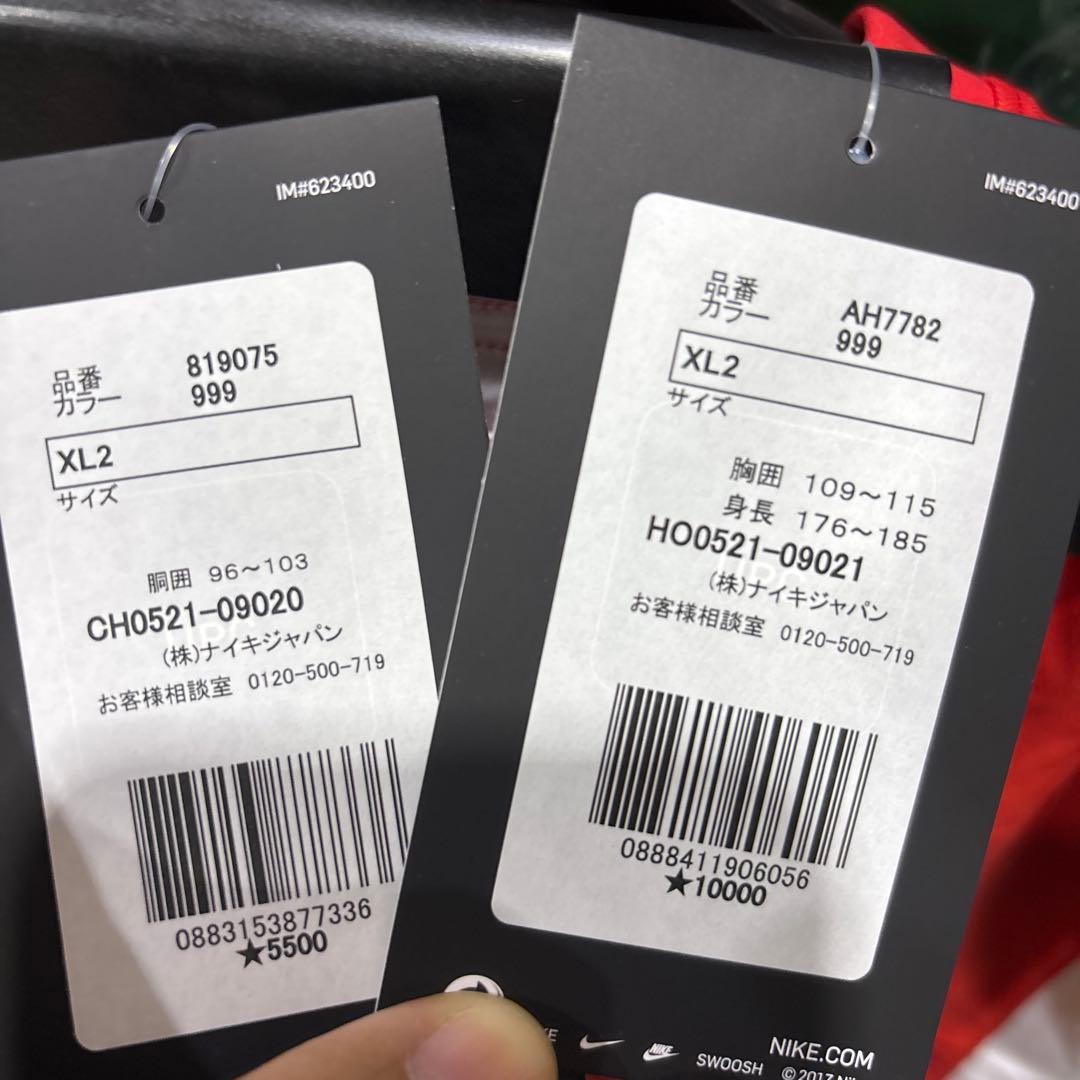 IM#623400
品番 819075
カラー 999
XL2
サイズ
胴囲 96～103
CH0521-09020
(株)ナイキジャパン
お客様相談室 0120-500-719
0883153877336
★5500
IM#623400
品番 AH7782
カラー 999
XL2
サイズ
胸囲 109～115
身長 176～185
HO0521-09021
(株)ナイキジャパン
お客様相談室 0120-500-719
0888411906056
★10000
NIKE SWOOSH NIKE.COM
©2017